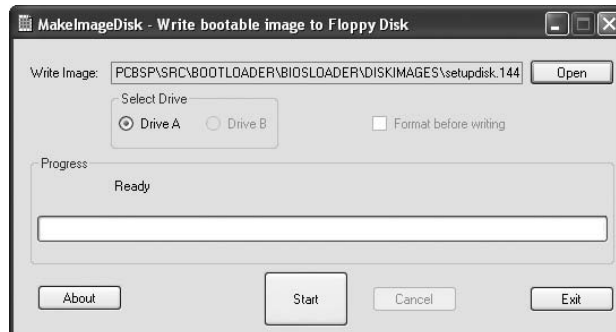 MakeImageDisk - Write bootable image to Floppy Disk
Write Image: PCBSP\SRC\BOOTLOADER\BIOSLOADER\DISKIMAGES\setupdisk.144 Open
Select Drive
Drive A Drive B Format before writing
Progress
Ready
About Start Cancel Exit